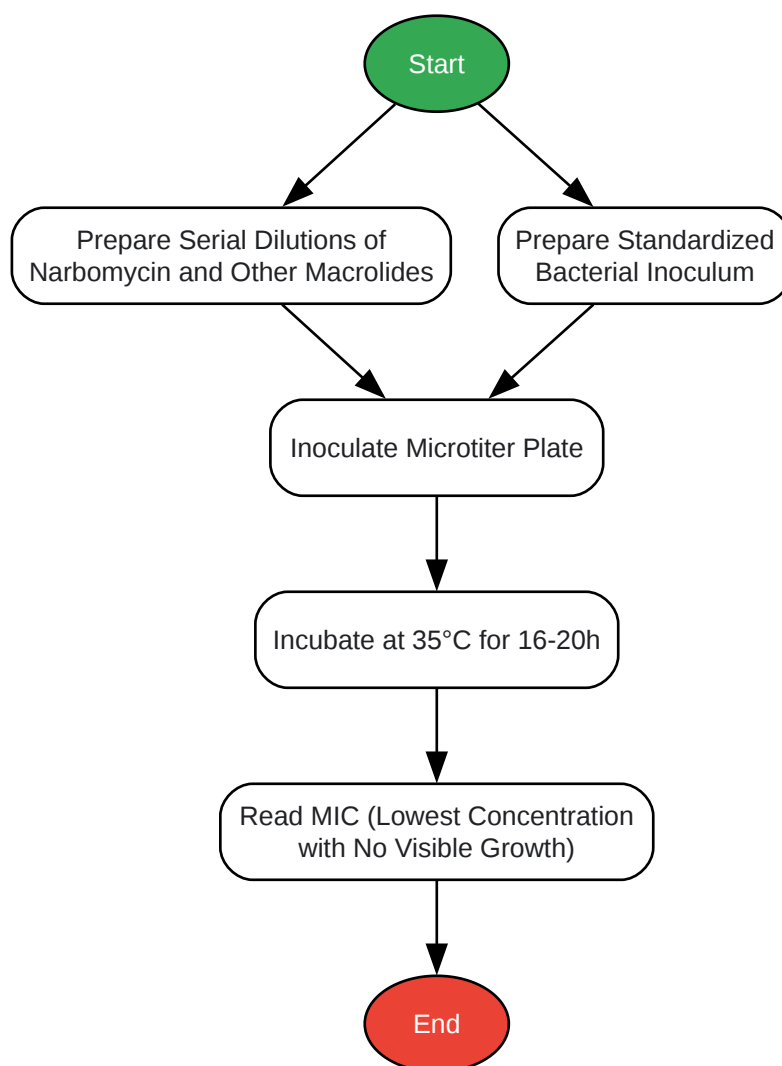 Start
Prepare Serial Dilutions of
Narbomycin and Other Macrolides
Prepare Standardized
Bacterial Inoculum
Inoculate Microtiter Plate
Incubate at 35°C for 16-20h
Read MIC (Lowest Concentration
with No Visible Growth)
End